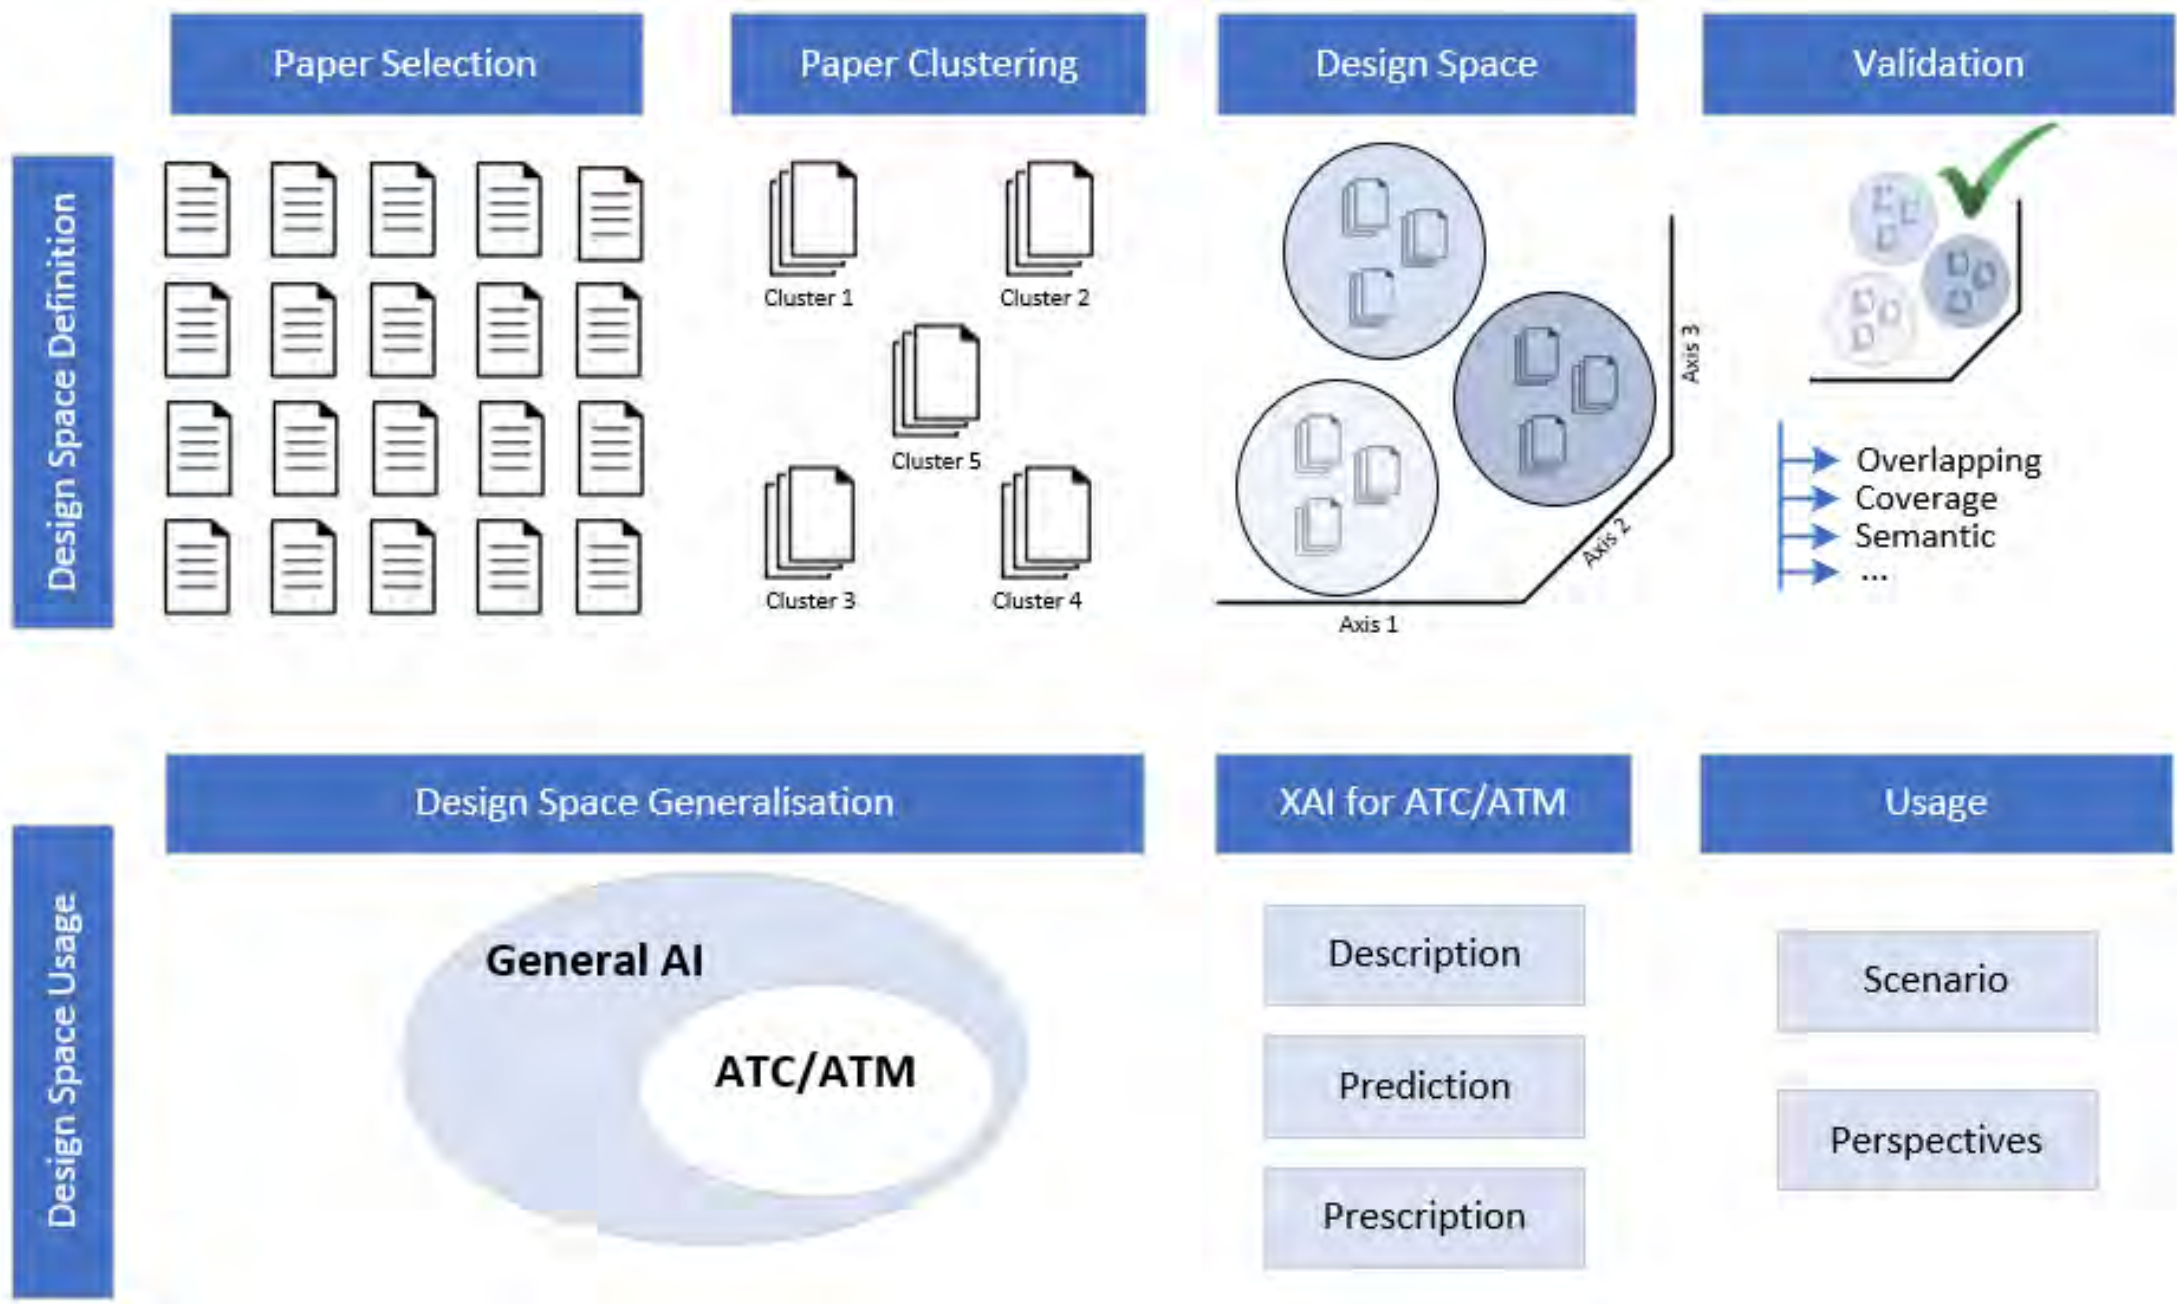 Paper Selection
Paper Clustering
Design Space
Validation
Design Space Definition
Cluster 1
Cluster 2
Cluster 5
Cluster 3
Cluster 4
Axis 3
Axis 2
Axis 1
Overlapping
Coverage
Semantic
...
Design Space Generalisation
XAI for ATC/ATM
Usage
Design Space Usage
General AI
ATC/ATM
Description
Prediction
Prescription
Scenario
Perspectives